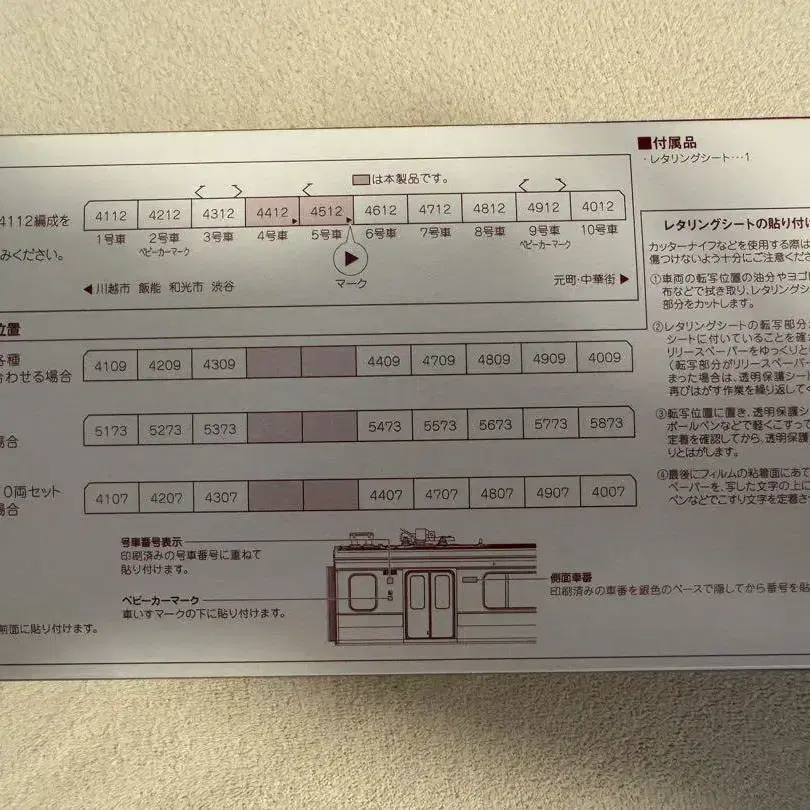 ■付属品
・レタリングシート…1
は本製品です。
4112編成を
みください。
4112 4212 4312 4412 4512 4612 4712 4812 4912 4012
1号車 2号車 3号車 4号車 5号車 6号車 7号車 8号車 9号車 10号車
ベビーカーマーク ベビーカーマーク
マーク
◀川越市 飯能 和光市 渋谷
元町・中華街▶
位置
各種
合わせる場合
4109 4209 4309 4409 4709 4809 4909 4009
場合
5173 5273 5373 5473 5573 5673 5773 5873
10両セット
場合
4107 4207 4307 4407 4707 4807 4907 4007
号車番号表示
印刷済みの号車番号に重ねて
貼り付けます。
ベビーカーマーク
車いすマークの下に貼り付けます。
前面に貼り付けます。
側面車番
印刷済みの車番を銀色のベースで隠してから番号を貼
レタリングシートの貼り付け
カッターナイフなどを使用する際は
傷つけないよう十分にご注意くださ
①車両の転写位置の油分やヨゴ
布などで拭き取り、レタリングシ
部分をカットします。
②レタリングシートの転写部分
シートに付いていることを確
リリースペーパーをゆっくりと
(転写部分がリリースペーパー
まった場合は、透明保護シー
再びはがす作業を繰り返してく
③転写位置に置き、透明保護シ
ボールペンなどで軽くこすって
定着を確認してから、透明保護
りとはがします。
④最後にフィルムの粘着面にあて
ペーパーを、写した文字の上に
ペンなどでこすり文字を定着さ